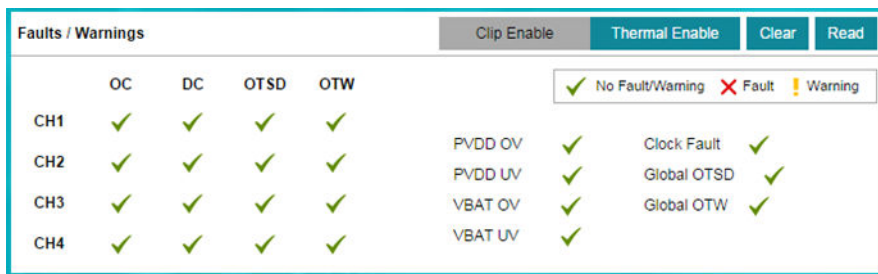 Faults / Warnings Clip Enable Thermal Enable Clear Read
OC DC OTSD OTW
No Fault/Warning Fault Warning
CH1
CH2
CH3
CH4
PVDD OV Clock Fault
PVDD UV Global OTSD
VBAT OV Global OTW
VBAT UV